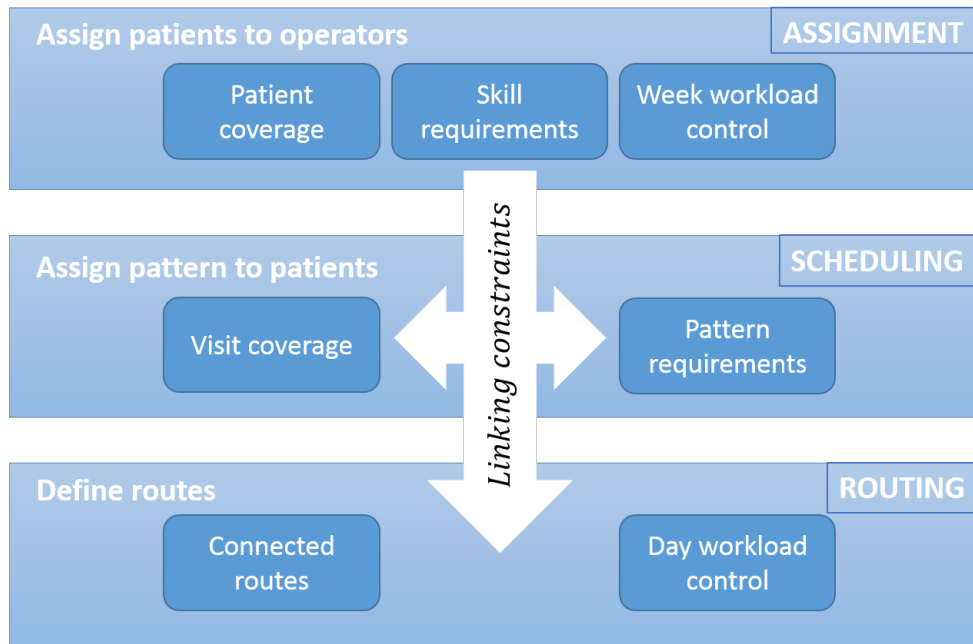 Assign patients to operators
ASSIGNMENT
Patient
coverage
Skill
requirements
Week workload
control
Linking constraints
Assign pattern to patients
SCHEDULING
Visit coverage
Pattern
requirements
Define routes
ROUTING
Connected
routes
Day workload
control